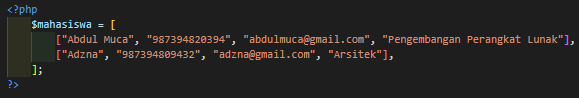 <?php
$mahasiswa = [
["Abdul Muca", "987394820394", "abdulmuca@gmail.com", "Pengembangan Perangkat Lunak"],
["Adzna", "987394809432", "adzna@gmail.com", "Arsitek"],
];
?>